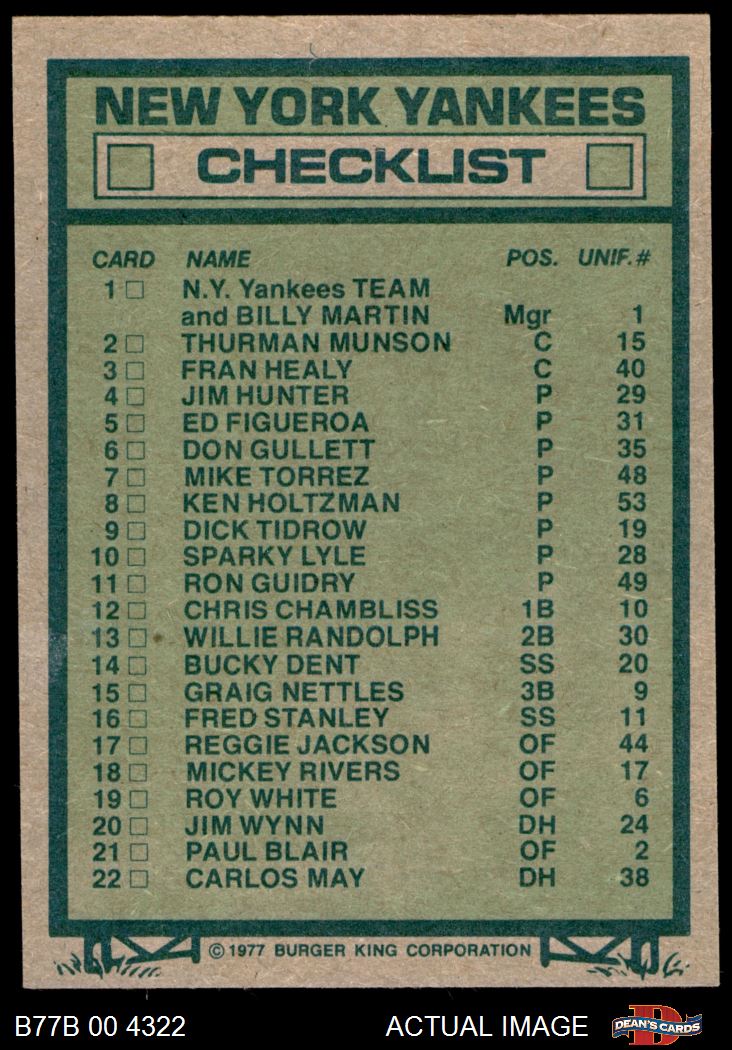 NEW YORK YANKEES
CHECKLIST
CARD NAME POS. UNIF.#
1 N.Y. Yankees TEAM
and BILLY MARTIN Mgr 1
2 THURMAN MUNSON C 15
3 FRAN HEALY C 40
4 JIM HUNTER P 29
5 ED FIGUEROA P 31
6 DON GULLETT P 35
7 MIKE TORREZ P 48
8 KEN HOLTZMAN P 53
9 DICK TIDROW P 19
10 SPARKY LYLE P 28
11 RON GUIDRY P 49
12 CHRIS CHAMBLISS 1B 10
13 WILLIE RANDOLPH 2B 30
14 BUCKY DENT SS 20
15 GRAIG NETTLES 3B 9
16 FRED STANLEY SS 11
17 REGGIE JACKSON OF 44
18 MICKEY RIVERS OF 17
19 ROY WHITE OF 6
20 JIM WYNN DH 24
21 PAUL BLAIR OF 2
22 CARLOS MAY DH 38
© 1977 BURGER KING CORPORATION
B77B 00 4322 ACTUAL IMAGE D DEAN'S CARDS